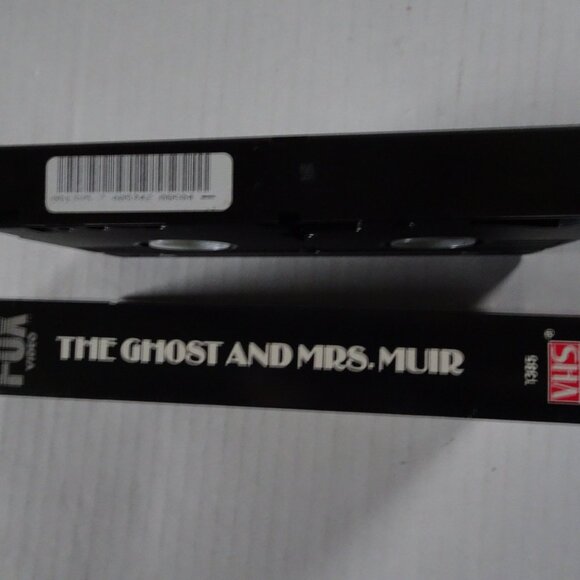 FOX
VIDEO
THE GHOST AND MRS. MUIR
1385
VHS
®